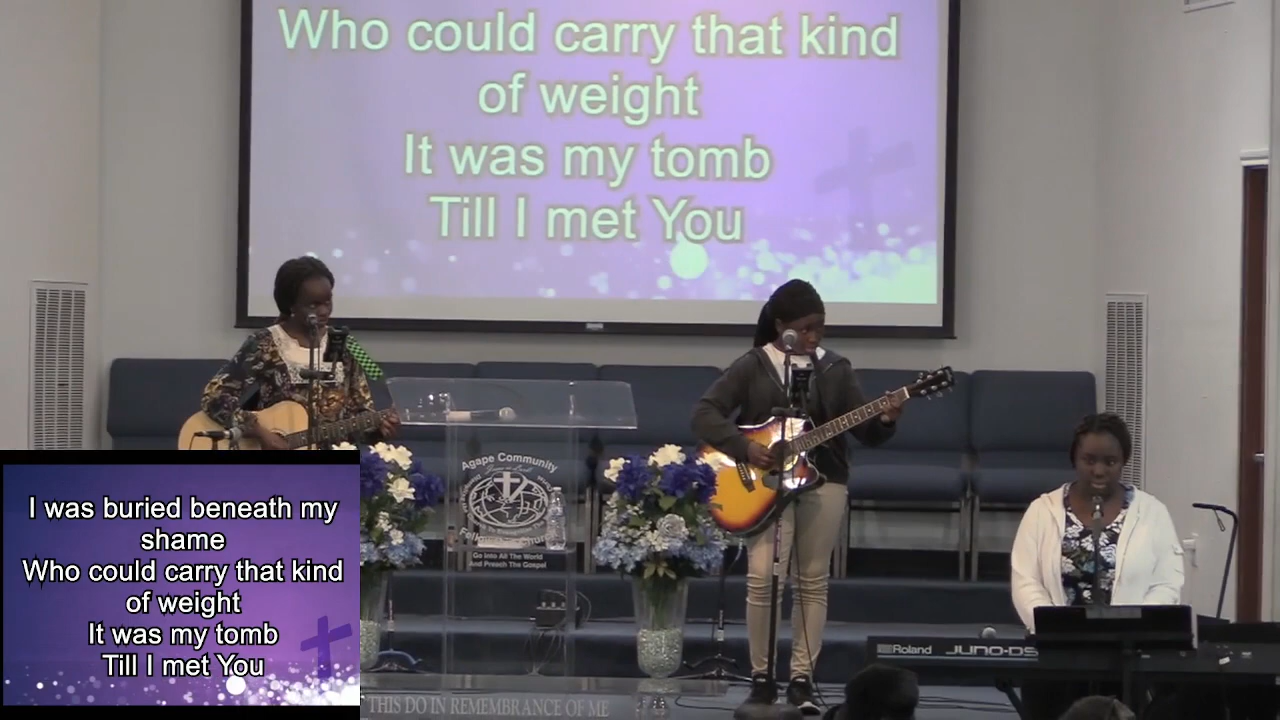 Who could carry that kind
of weight
It was my tomb
Till I met You
Agape Community
Fellowship Church
Go Into All The World
And Preach The Gospel
I was buried beneath my
shame
Who could carry that kind
of weight
It was my tomb
Till I met You
Roland JUNO-DS
THIS DO IN REMEMBRANCE OF ME